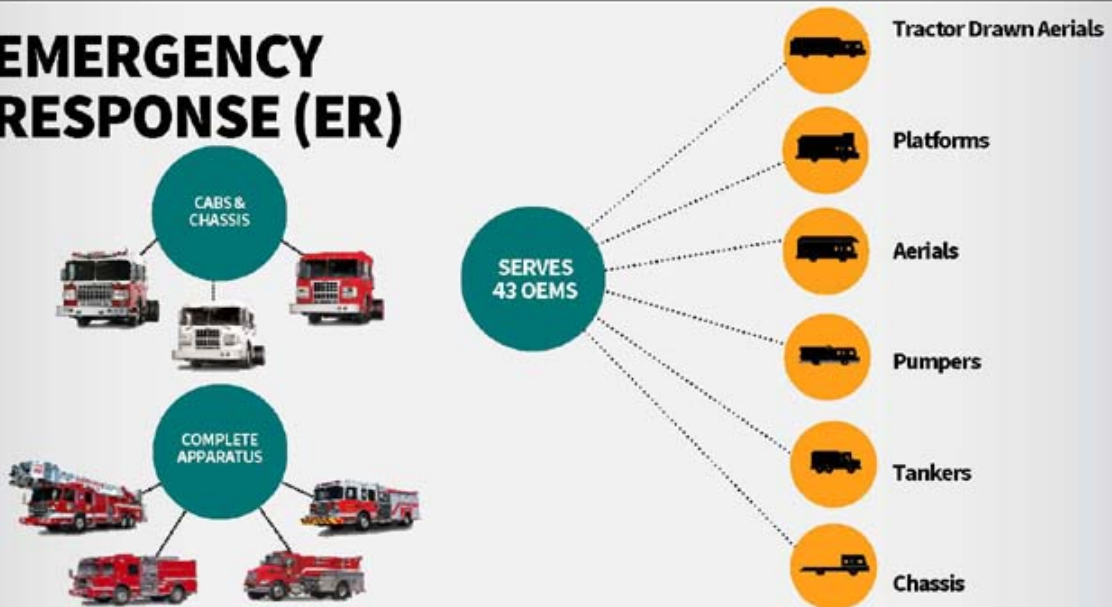 EMERGENCY
RESPONSE (ER)
CABS &
CHASSIS
COMPLETE
APPARATUS
SERVES
43 OEMS
Tractor Drawn Aerials
Platforms
Aerials
Pumpers
Tankers
Chassis